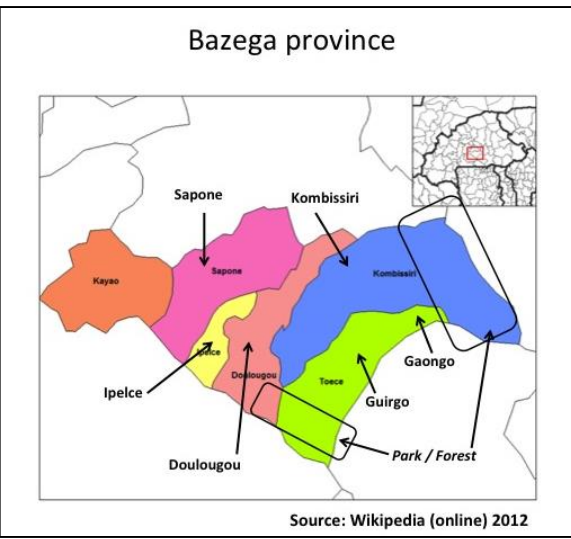 Bazega province
Sapone
Kombissiri
Kayao
Sapone
Kombissiri
Ipelce
Gaongo
Doulougou
Toece
Ipelce
Guirgo
Doulougou
Park / Forest
Source: Wikipedia (online) 2012